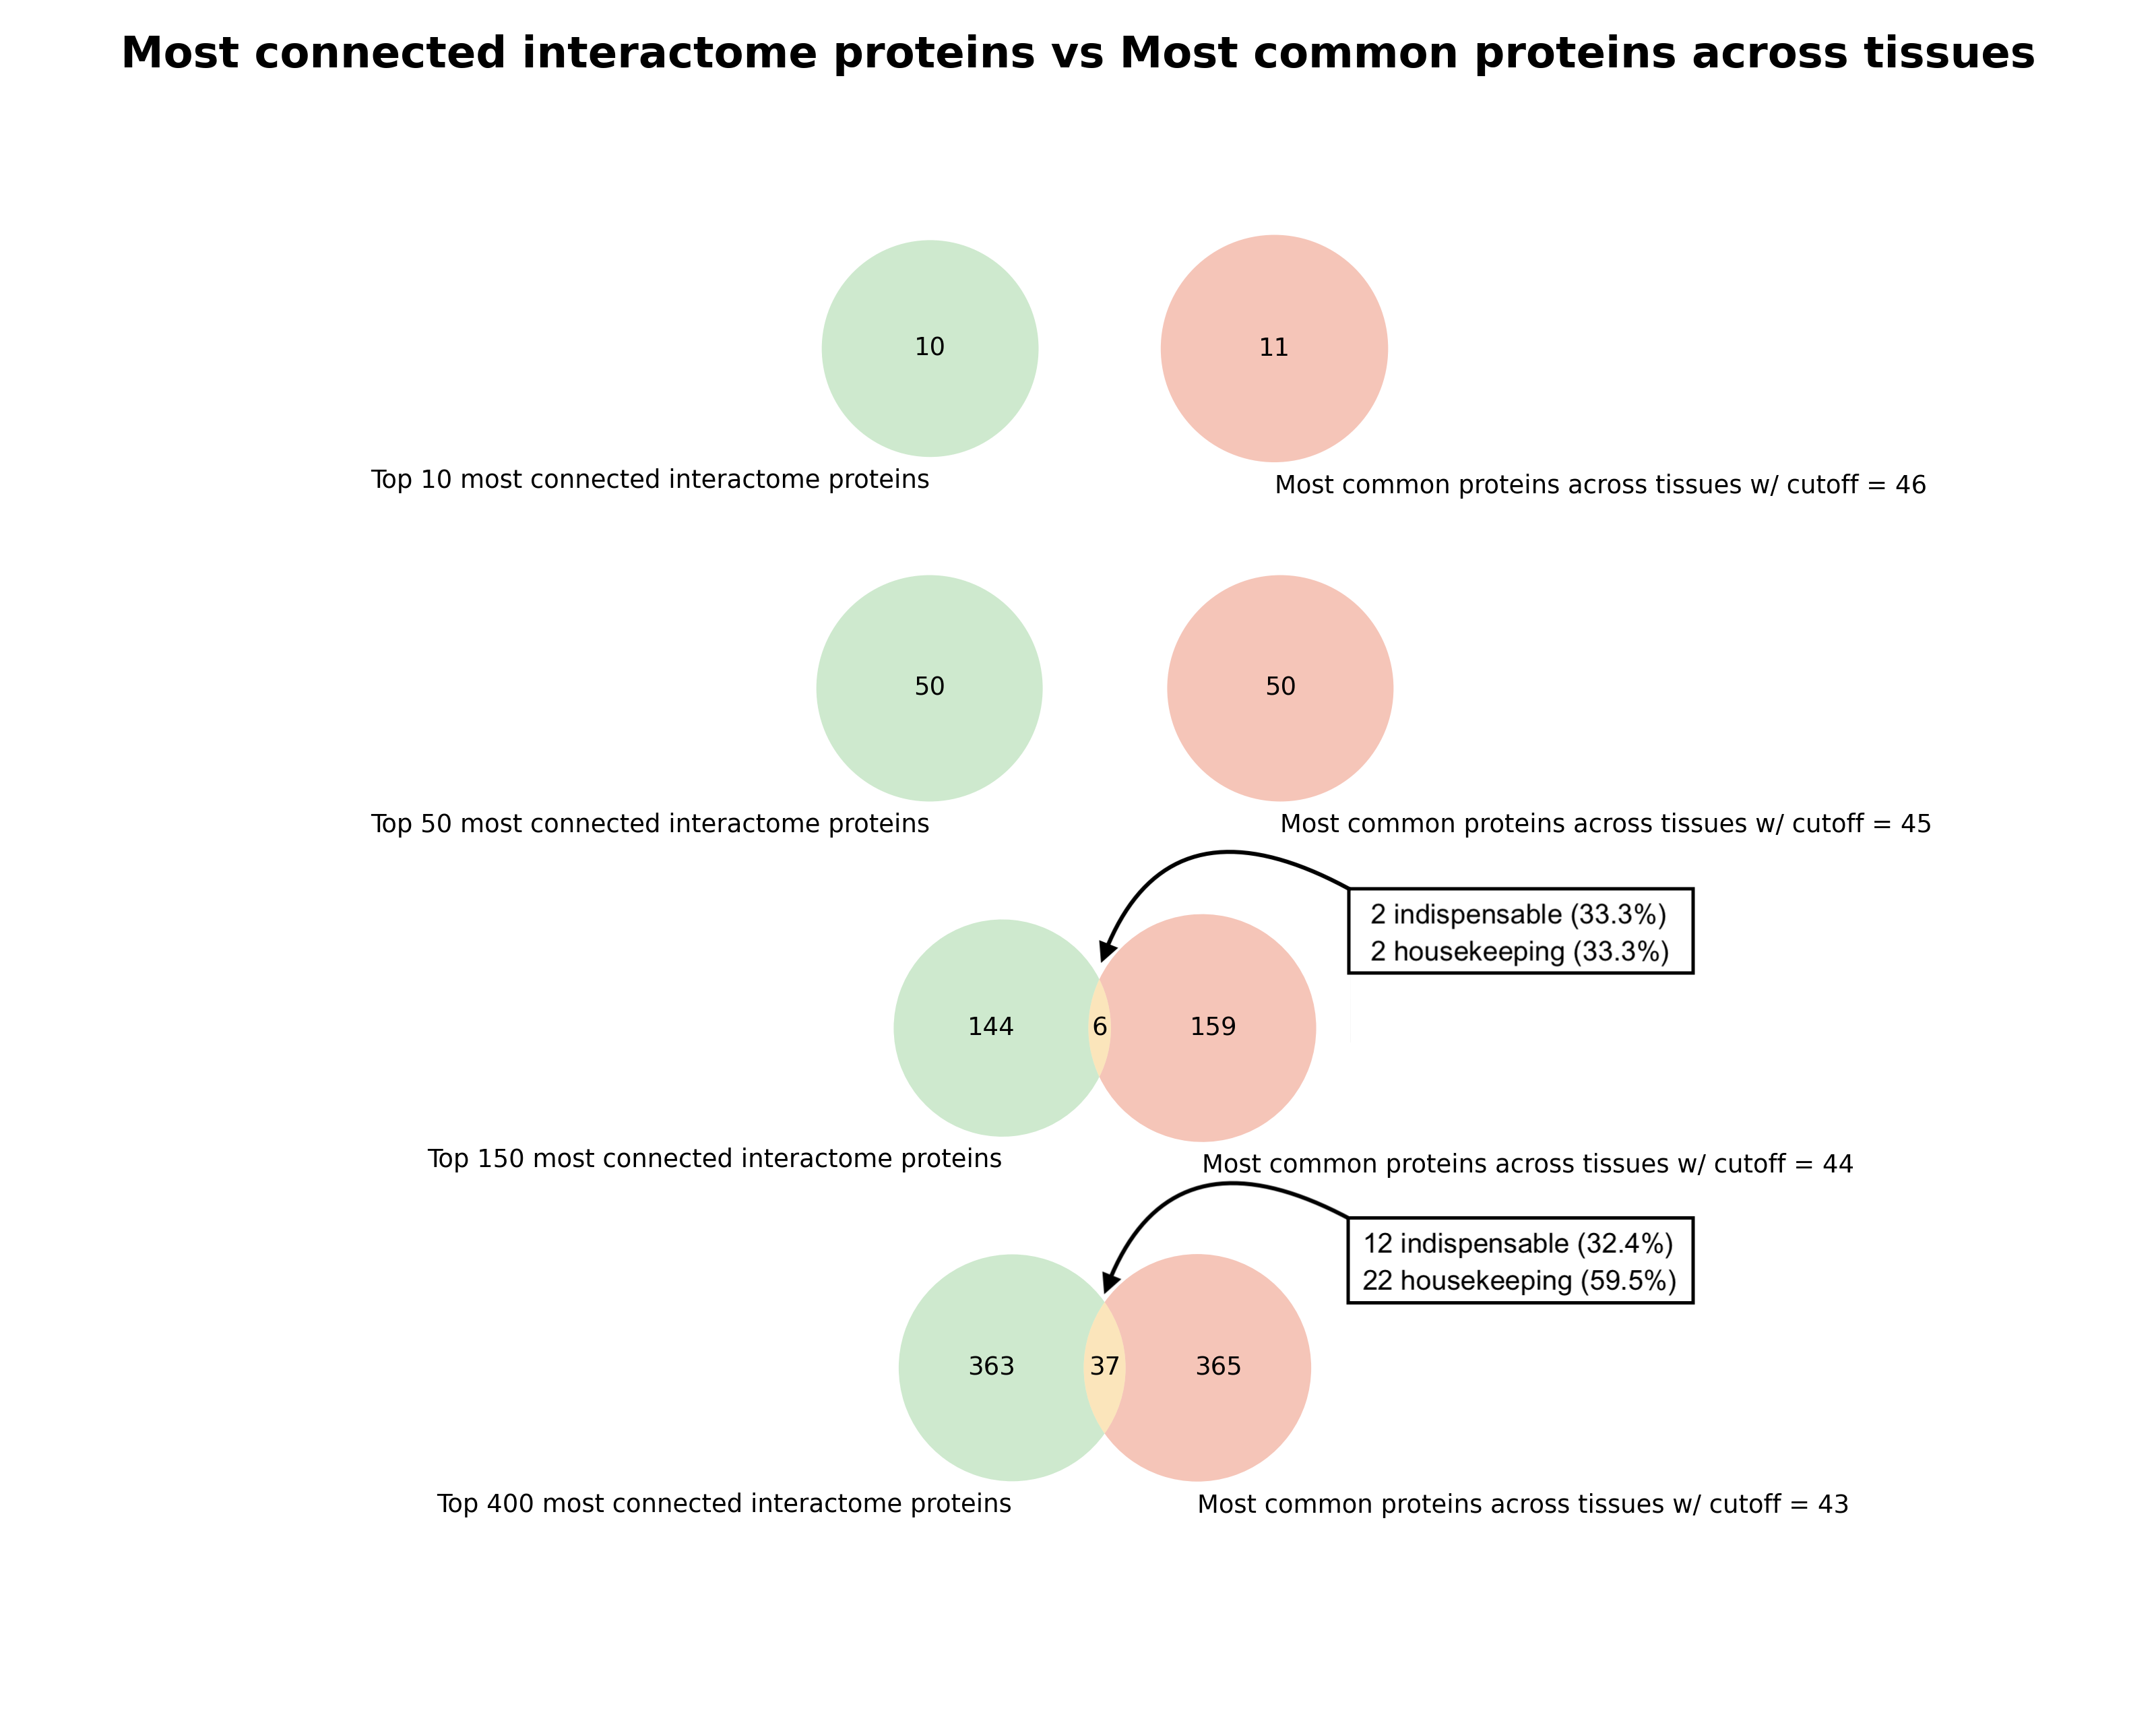 Most connected interactome proteins vs Most common proteins across tissues
10
11
Top 10 most connected interactome proteins
Most common proteins across tissues w/ cutoff = 46
50
50
Top 50 most connected interactome proteins
Most common proteins across tissues w/ cutoff = 45
2 indispensable (33.3%)
2 housekeeping (33.3%)
144
6
159
Top 150 most connected interactome proteins
Most common proteins across tissues w/ cutoff = 44
12 indispensable (32.4%)
22 housekeeping (59.5%)
363
37
365
Top 400 most connected interactome proteins
Most common proteins across tissues w/ cutoff = 43